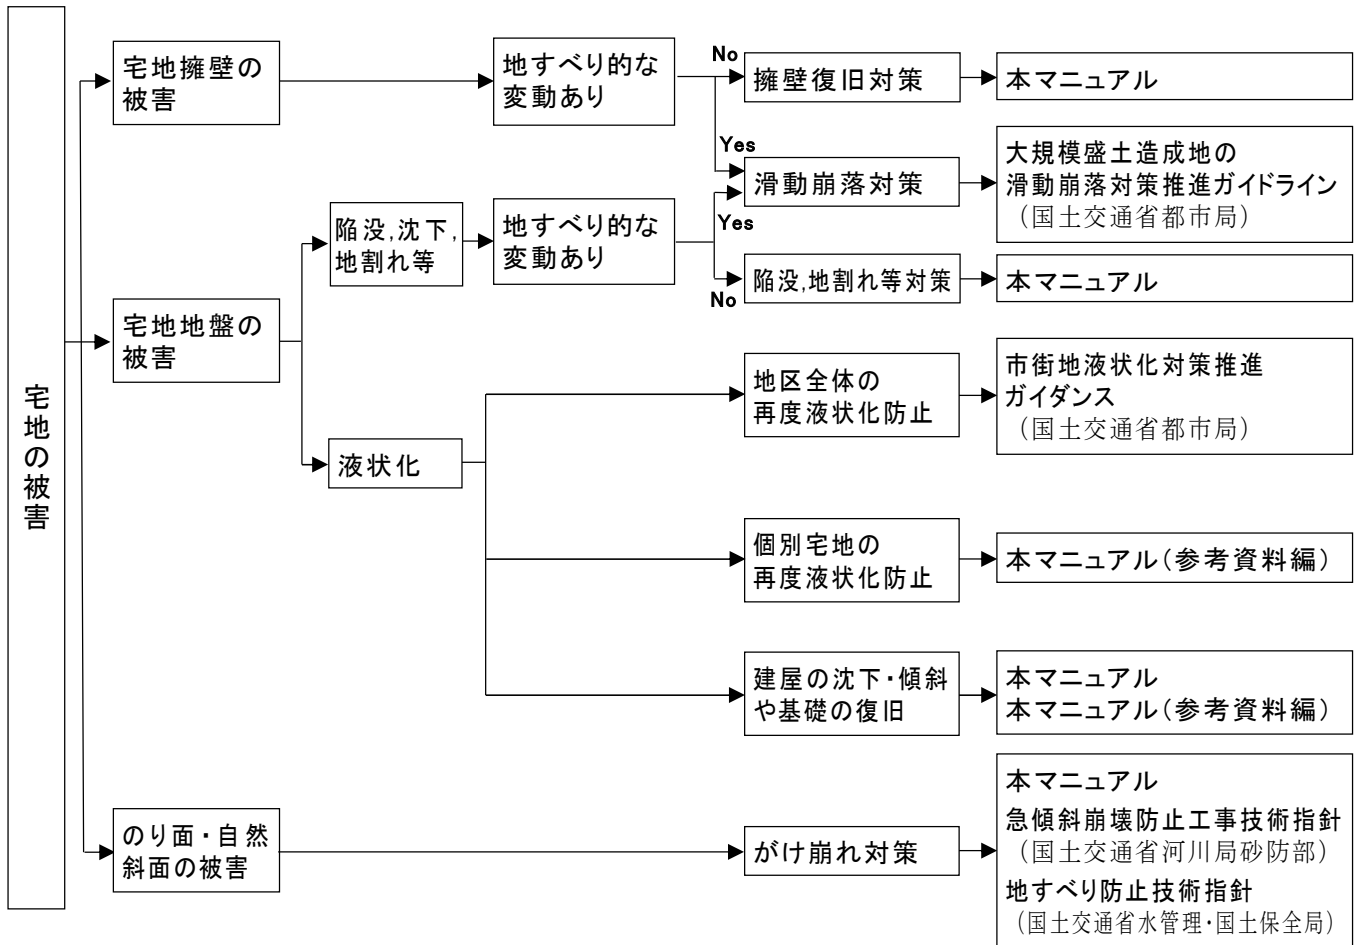 宅地の被害
宅地擁壁の
被害
地すべり的な
変動あり
No
Yes
擁壁復旧対策
本マニュアル
滑動崩落対策
大規模盛土造成地の
滑動崩落対策推進ガイドライン
（国土交通省都市局）
宅地地盤の
被害
陥没,沈下,
地割れ等
地すべり的な
変動あり
Yes
No
陥没,地割れ等対策
本マニュアル
液状化
地区全体の
再度液状化防止
市街地液状化対策推進
ガイダンス
（国土交通省都市局）
個別宅地の
再度液状化防止
本マニュアル（参考資料編）
建屋の沈下・傾斜
や基礎の復旧
本マニュアル
本マニュアル（参考資料編）
のり面・自然
斜面の被害
がけ崩れ対策
本マニュアル
急傾斜崩壊防止工事技術指針
（国土交通省河川局砂防部）
地すべり防止技術指針
（国土交通省水管理・国土保全局）